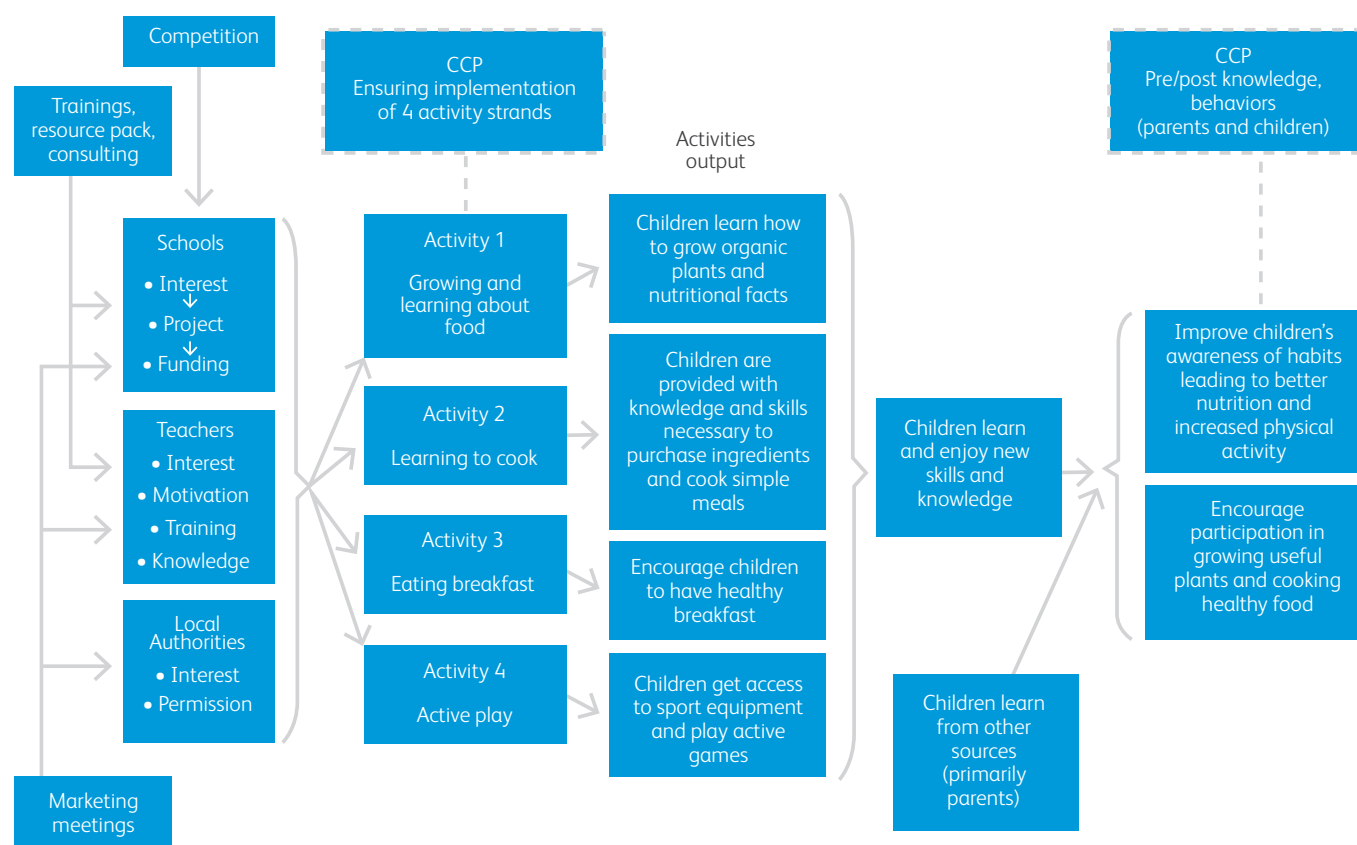 Competition
Trainings,
resource pack,
consulting
Schools
• Interest
• Project
• Funding
Teachers
• Interest
• Motivation
• Training
• Knowledge
Local
Authorities
• Interest
• Permission
Marketing
meetings
CCP
Ensuring implementation
of 4 activity strands
Activity 1
Growing and
learning about
food
Activity 2
Learning to cook
Activity 3
Eating breakfast
Activity 4
Active play
Activities
output
Children learn how
to grow organic
plants and
nutritional facts
Children are
provided with
knowledge and skills
necessary to
purchase ingredients
and cook simple
meals
Encourage children
to have healthy
breakfast
Children get access
to sport equipment
and play active
games
Children learn
and enjoy new
skills and
knowledge
Children learn
from other
sources
(primarily
parents)
CCP
Pre/post knowledge,
behaviors
(parents and children)
Improve children’s
awareness of habits
leading to better
nutrition and
increased physical
activity
Encourage
participation in
growing useful
plants and cooking
healthy food